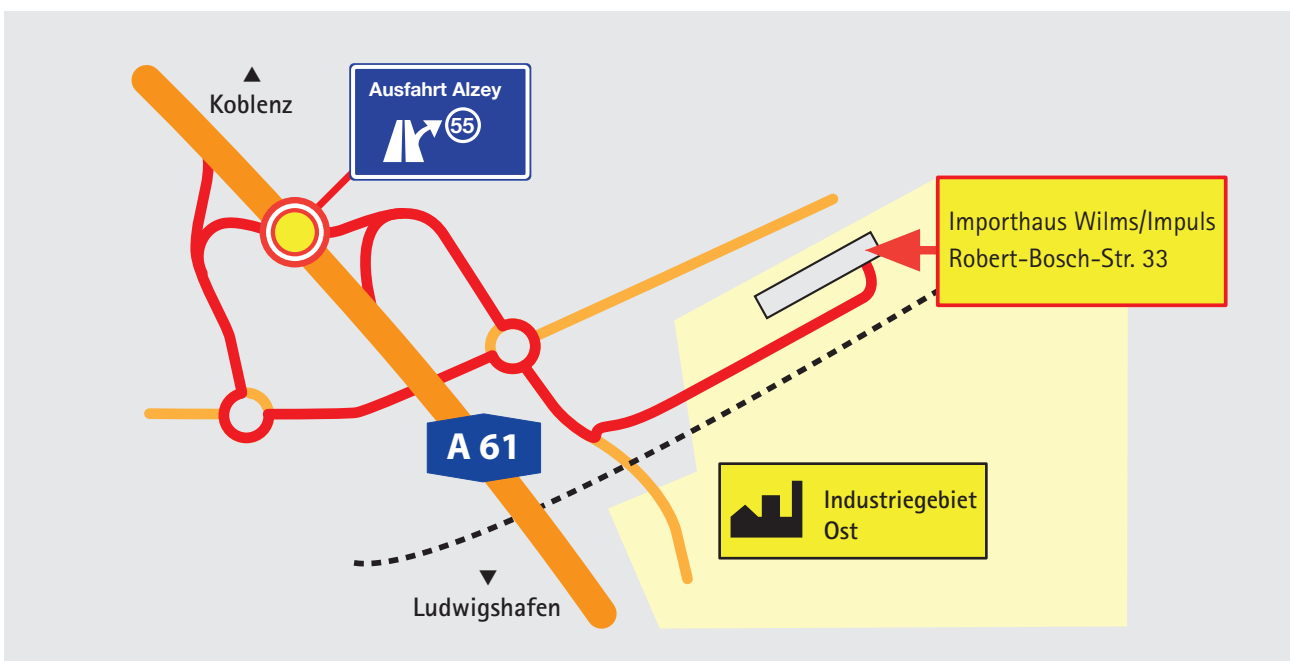 Koblenz
Ausfahrt Alzey
55
Importhaus Wilms/Impuls
Robert-Bosch-Str. 33
A 61
Industriegebiet
Ost
Ludwigshafen